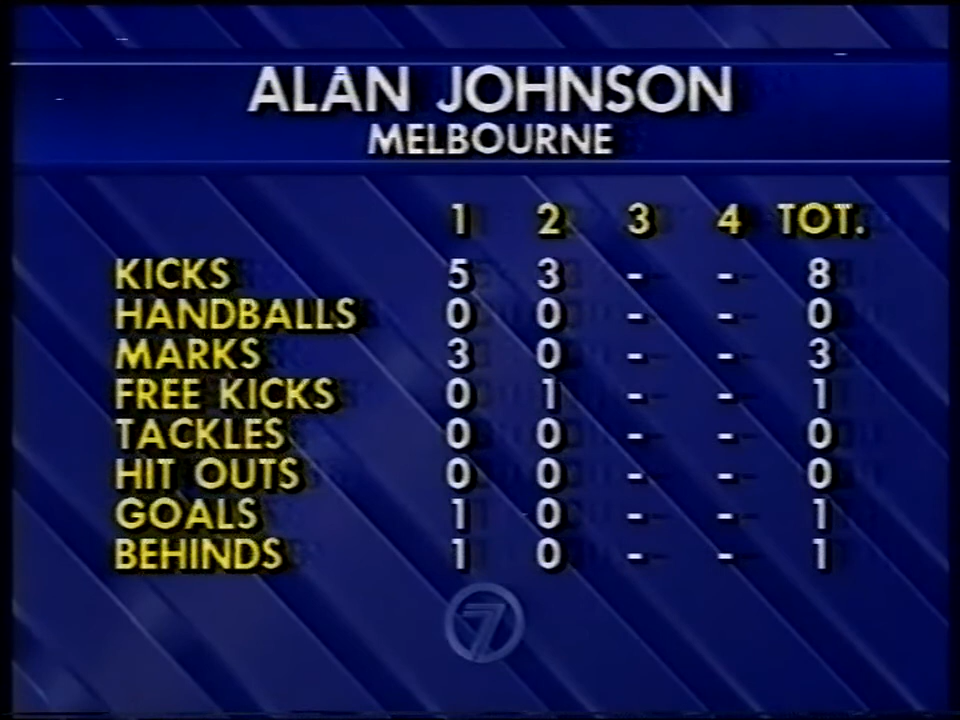 ALAN JOHNSON
MELBOURNE
1 2 3 4 TOT.
KICKS 5 3 - - 8
HANDBALLS 0 0 - - 0
MARKS 3 0 - - 3
FREE KICKS 0 1 - - 1
TACKLES 0 0 - - 0
HIT OUTS 0 0 - - 0
GOALS 1 0 - - 1
BEHINDS 1 0 - - 1
7